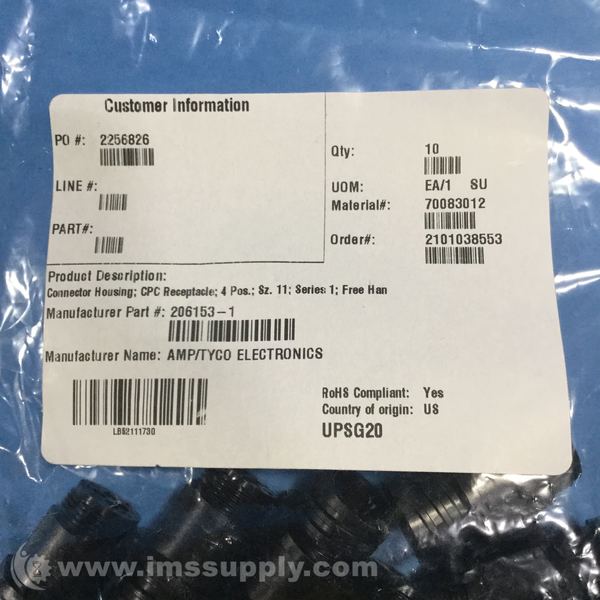 Customer Information
PO #: 2256826
LINE #:
PART#:
Qty: 10
UOM: EA/1 SU
Material#: 70083012
Order#: 2101038553
Product Description:
Connector Housing; CPC Receptacle; 4 Pos.; Sz. 11; Series 1; Free Han
Manufacturer Part #: 206153-1
Manufacturer Name: AMP/TYCO ELECTRONICS
LB52111730
RoHS Compliant: Yes
Country of origin: US
UPSG20
www.imssupply.com